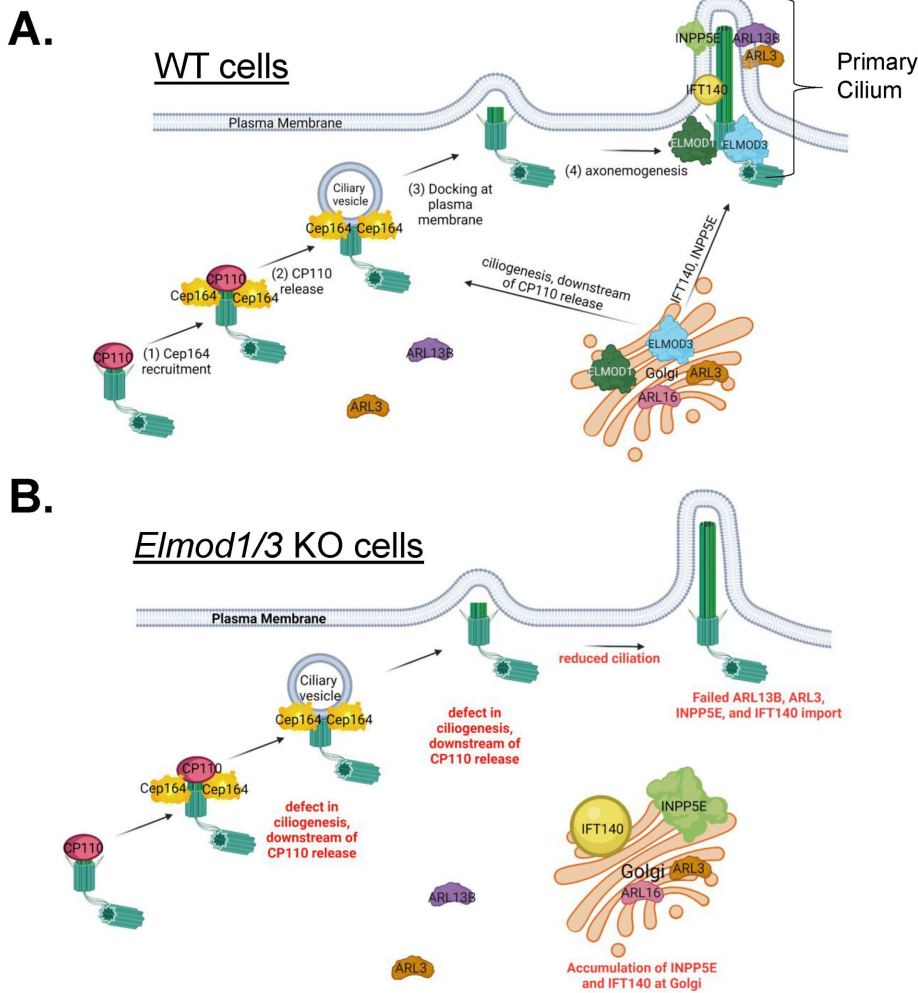 A.
WT cells
INPP5E
ARL13B
ARL3
Primary
Cilium
IFT140
Plasma Membrane
ELMOD1
ELMOD3
(4) axonemogenesis
(3) Docking at
plasma
membrane
Ciliary
vesicle
Cep164 Cep164
(2) CP110
release
CP110
Cep164 Cep164
(1) Cep164
recruitment
CP110
ciliogenesis, downstream
of CP110 release
IFT140, INPP5E
ARL13B
ARL3
ELMOD3
ELMOD1
Golgi
ARL3
ARL16
B.
Elmod1/3 KO cells
Plasma Membrane
reduced ciliation
Failed ARL13B, ARL3,
INPP5E, and IFT140 import
Ciliary
vesicle
Cep164 Cep164
defect in
ciliogenesis,
downstream of
CP110 release
CP110
Cep164 Cep164
defect in
ciliogenesis,
downstream of
CP110 release
CP110
ARL13B
ARL3
INPP5E
IFT140
Golgi
ARL3
ARL16
Accumulation of INPP5E
and IFT140 at Golgi